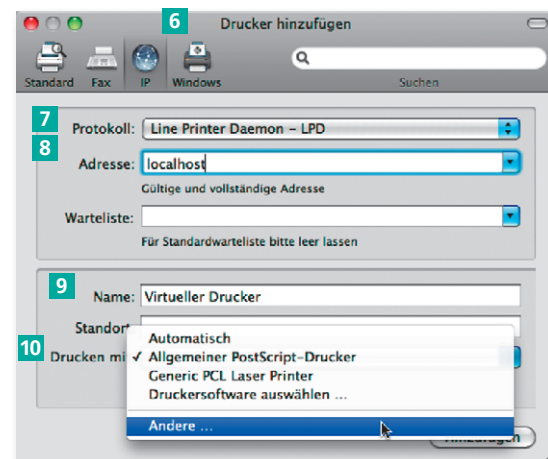 6
Drucker hinzufügen
Standard Fax IP Windows
Suchen
7
Protokoll: Line Printer Daemon – LPD
8
Adresse: localhost
Gültige und vollständige Adresse
Warteliste:
Für Standardwarteliste bitte leer lassen
9
Name: Virtueller Drucker
Standort
10
Drucken mi
Automatisch
✓ Allgemeiner PostScript-Drucker
Generic PCL Laser Printer
Druckersoftware auswählen ...
Andere ...